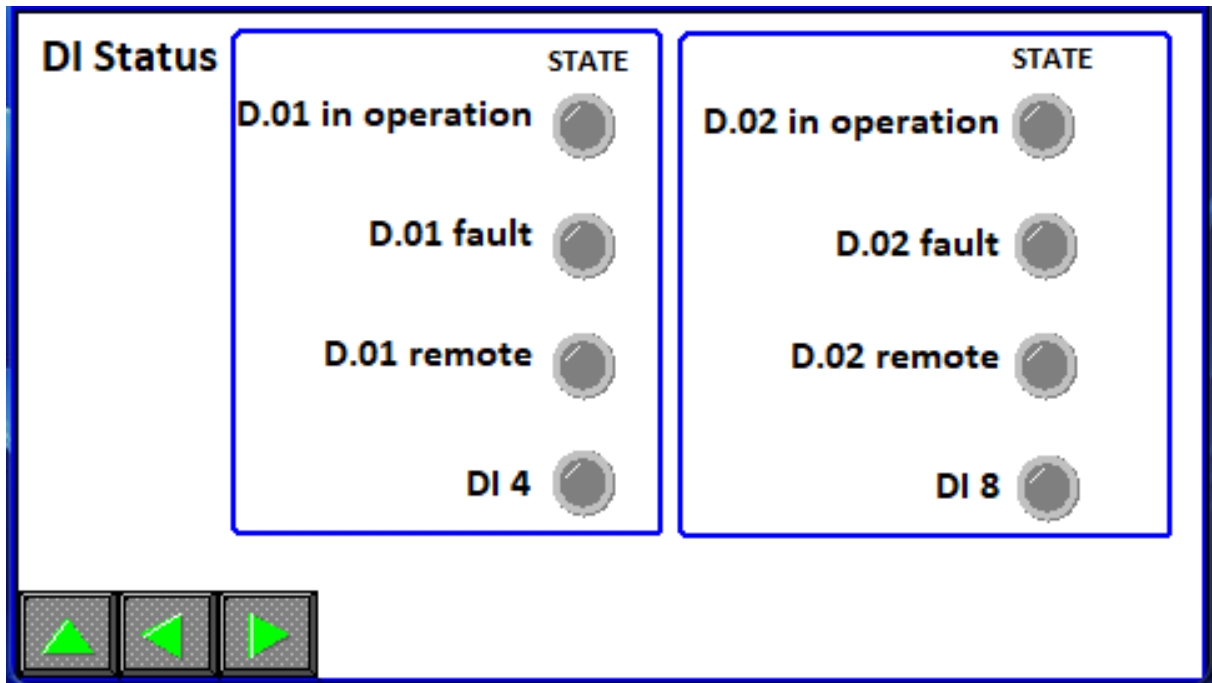 DI Status
STATE
D.01 in operation
D.01 fault
D.01 remote
DI 4
STATE
D.02 in operation
D.02 fault
D.02 remote
DI 8